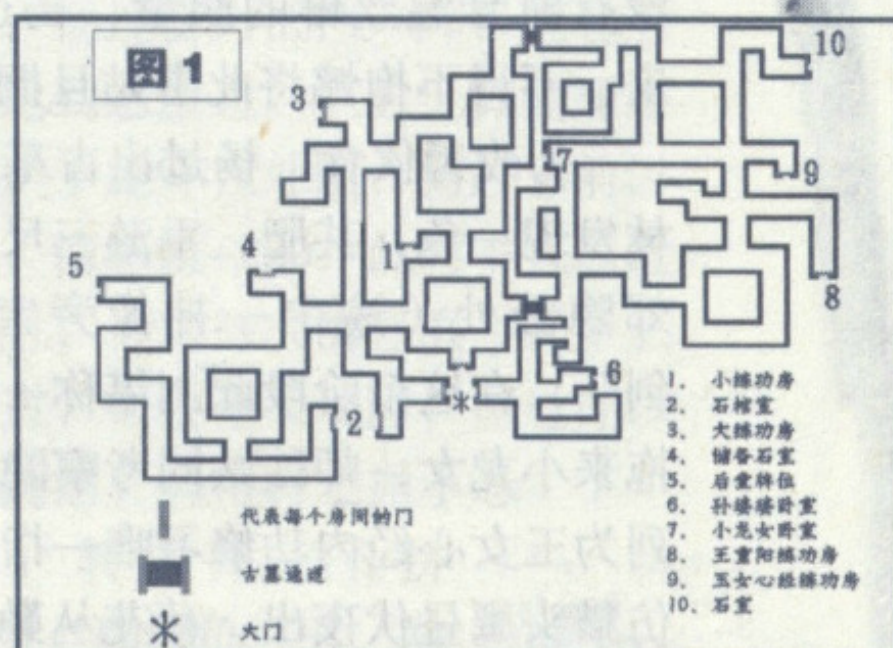 图1
10
3
17
9
1
4
5
8
6
2
1、小练功房
2、石棺室
3、大练功房
4、储备石室
5、后堂牌位
6、孙婆婆卧室
7、小龙女卧室
8、王重阳练功房
9、玉女心经练功房
10、石室
代表每个房间的门
古墓通道
大门